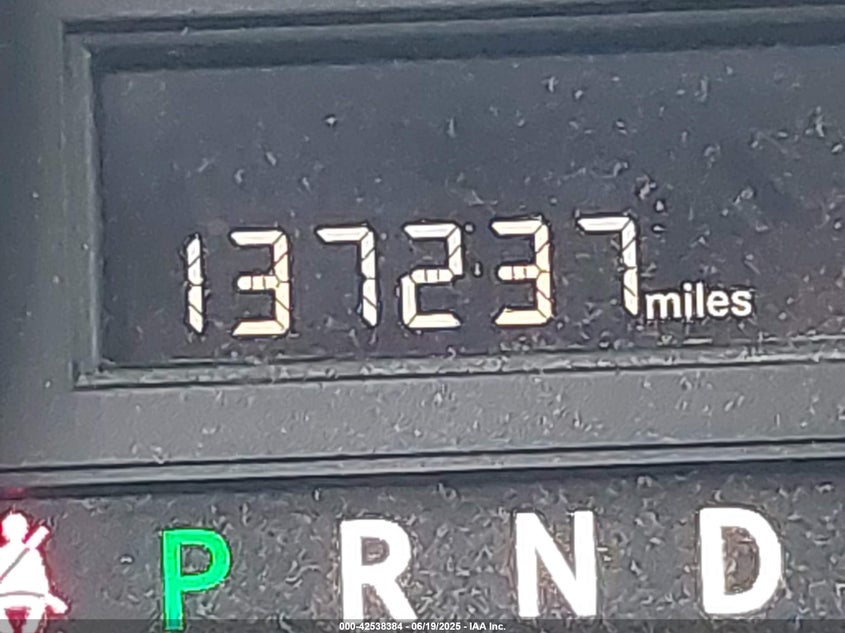 137237 miles
P R N D
000-42538384 - 06/19/2025 - IAA Inc.